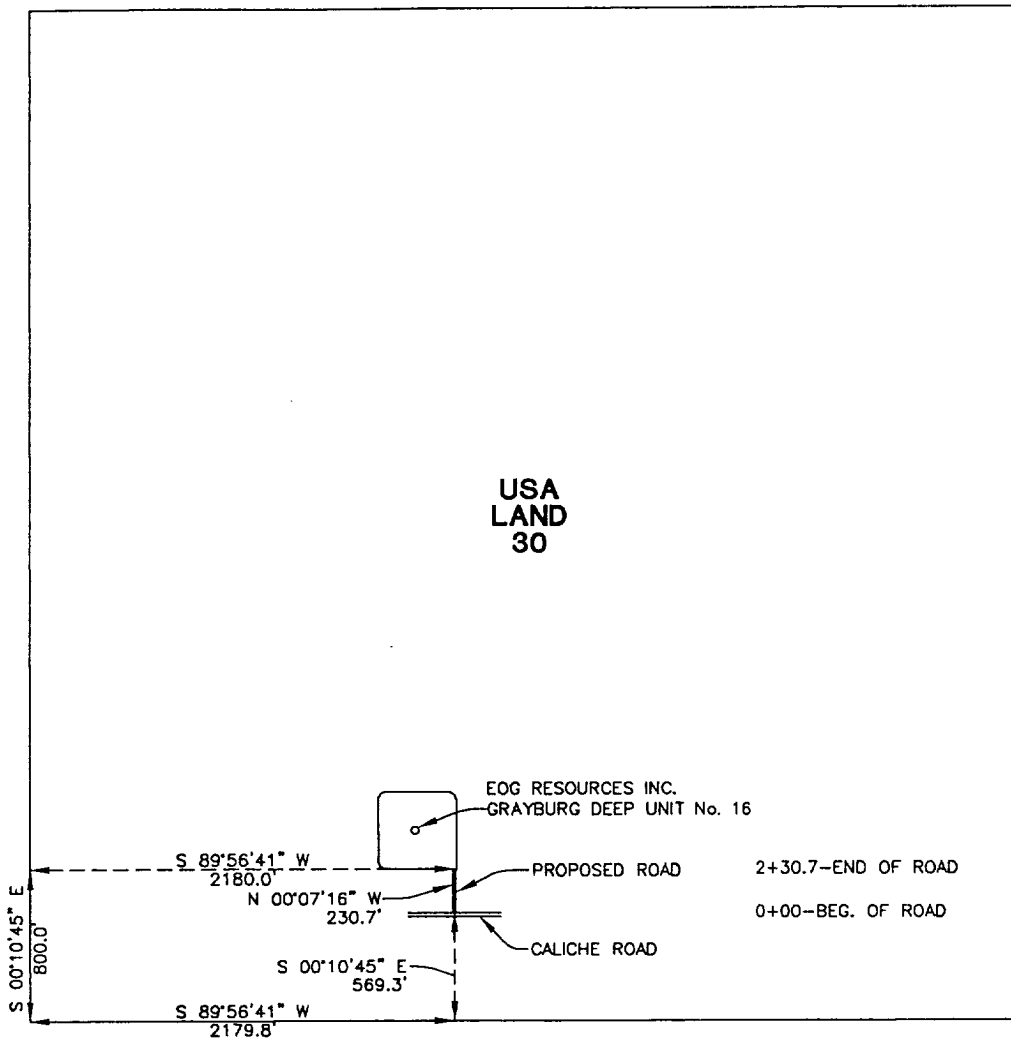 USA
LAND
30
EOG RESOURCES INC.
GRAYBURG DEEP UNIT No. 16
S 89°56'41" W
2180.0'
PROPOSED ROAD
2+30.7-END OF ROAD
N 00°07'16" W
230.7'
0+00-BEG. OF ROAD
CALICHE ROAD
S 00°10'45" E
800.0'
S 00°10'45" E
569.3'
S 89°56'41" W
2179.8'